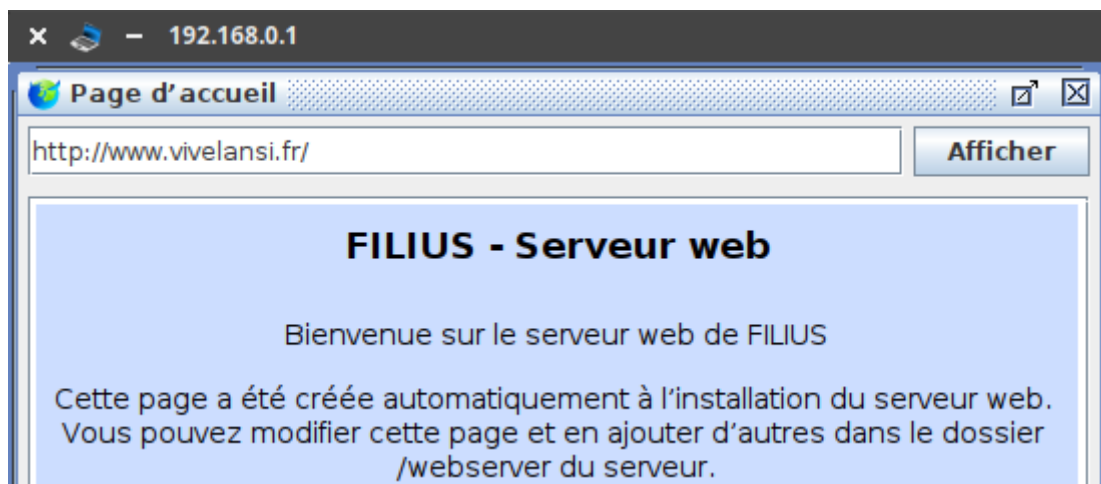 192.168.0.1
Page d'accueil
http://www.vivelansi.fr/
Afficher
FILIUS - Serveur web
Bienvenue sur le serveur web de FILIUS
Cette page a été créée automatiquement à l'installation du serveur web.
Vous pouvez modifier cette page et en ajouter d'autres dans le dossier
/webserver du serveur.